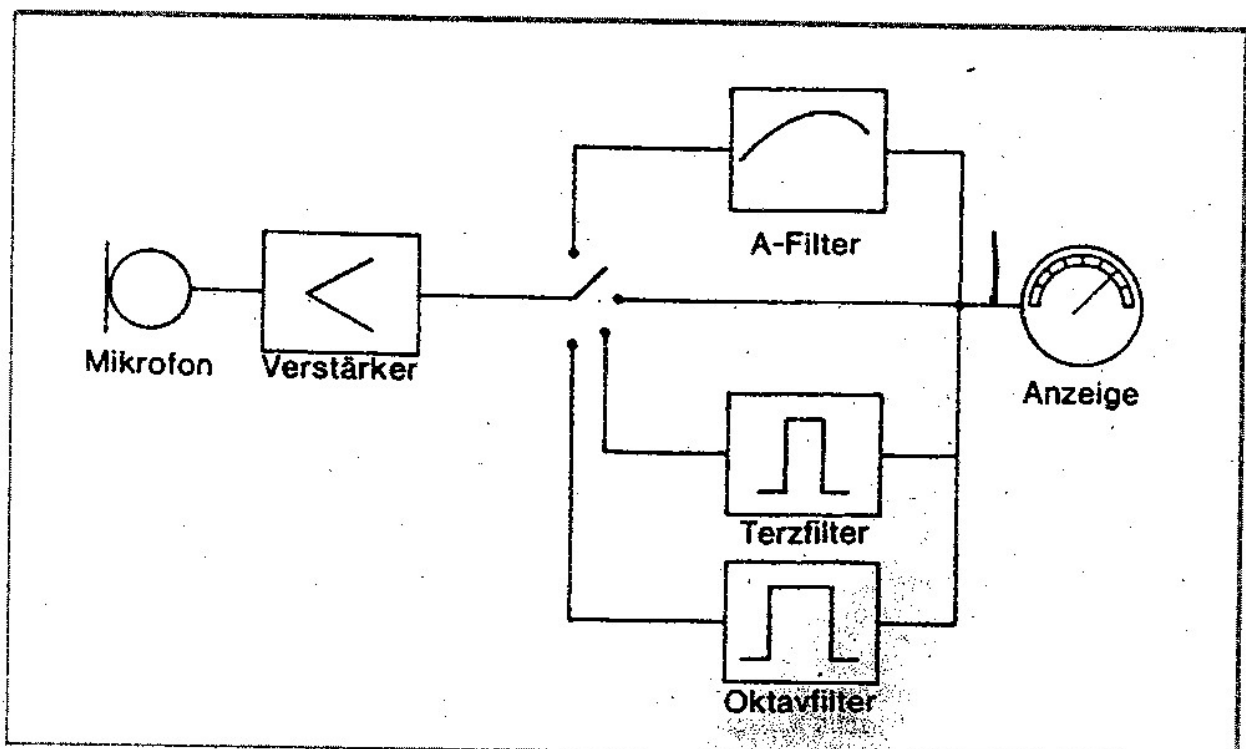 A-Filter
Mikrofon
Verstärker
Anzeige
Terzfilter
Oktavfilter